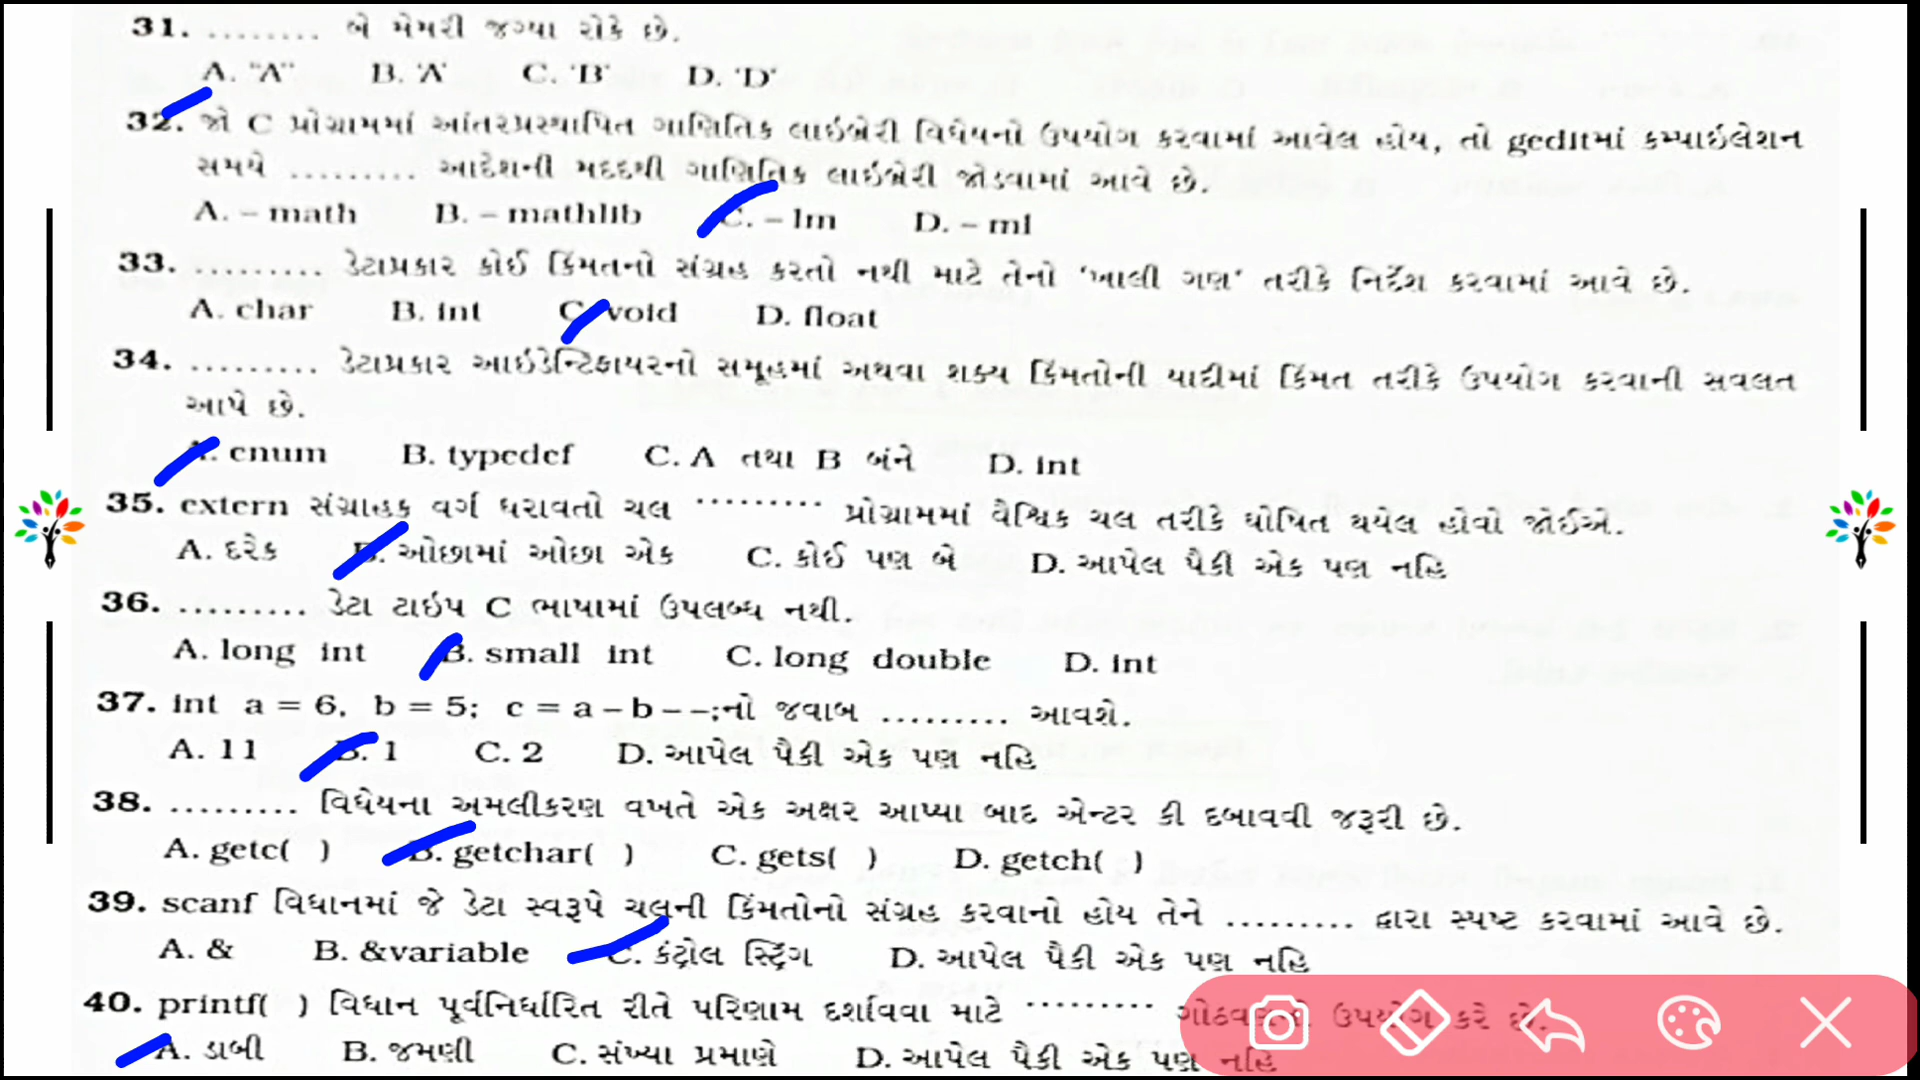 31. ........ બે મેમરી જગ્યા રોકે છે.
A. "A" B. 'A' C. 'B' D. 'D'
32. જો C પ્રોગ્રામમાં આંતરપ્રસ્થાપિત ગાણિતિક લાઇબ્રેરી વિધેયનો ઉપયોગ કરવામાં આવેલ હોય, તો geditમાં કમ્પાઇલેશન
સમયે ......... આદેશની મદદથી ગાણિતિક લાઇબ્રેરી જોડવામાં આવે છે.
A. – math B. – mathlib C. – lm D. – ml
33. ......... ડેટાપ્રકાર કોઈ કિંમતનો સંગ્રહ કરતો નથી માટે તેનો 'ખાલી ગણ' તરીકે નિર્દેશ કરવામાં આવે છે.
A. char B. int C. void D. float
34. ......... ડેટાપ્રકાર આઇડેન્ટિફાયરનો સમૂહમાં અથવા શક્ય કિંમતોની યાદીમાં કિંમત તરીકે ઉપયોગ કરવાની સવલત
આપે છે.
A. enum B. typedef C. A તથા B બંને D. int
35. extern સંગ્રાહક વર્ગ ધરાવતો ચલ ......... પ્રોગ્રામમાં વૈશ્વિક ચલ તરીકે ઘોષિત થયેલ હોવો જોઈએ.
A. દરેક B. ઓછામાં ઓછા એક C. કોઈ પણ બે D. આપેલ પૈકી એક પણ નહિ
36. ......... ડેટા ટાઇપ C ભાષામાં ઉપલબ્ધ નથી.
A. long int B. small int C. long double D. int
37. int a = 6, b = 5; c = a – b – –;નો જવાબ ......... આવશે.
A. 11 B. 1 C. 2 D. આપેલ પૈકી એક પણ નહિ
38. ......... વિધેયના અમલીકરણ વખતે એક અક્ષર આપ્યા બાદ એન્ટર કી દબાવવી જરૂરી છે.
A. getc( ) B. getchar( ) C. gets( ) D. getch( )
39. scanf વિધાનમાં જે ડેટા સ્વરૂપે ચલની કિંમતોનો સંગ્રહ કરવાનો હોય તેને ......... દ્વારા સ્પષ્ટ કરવામાં આવે છે.
A. & B. &variable C. કંટ્રોલ સ્ટ્રિંગ D. આપેલ પૈકી એક પણ નહિ
40. printf( ) વિધાન પૂર્વનિર્ધારિત રીતે પરિણામ દર્શાવવા માટે ......... ગોઠવણનો ઉપયોગ કરે છે.
A. ડાબી B. જમણી C. સંખ્યા પ્રમાણે D. આપેલ પૈકી એક પણ નહિ